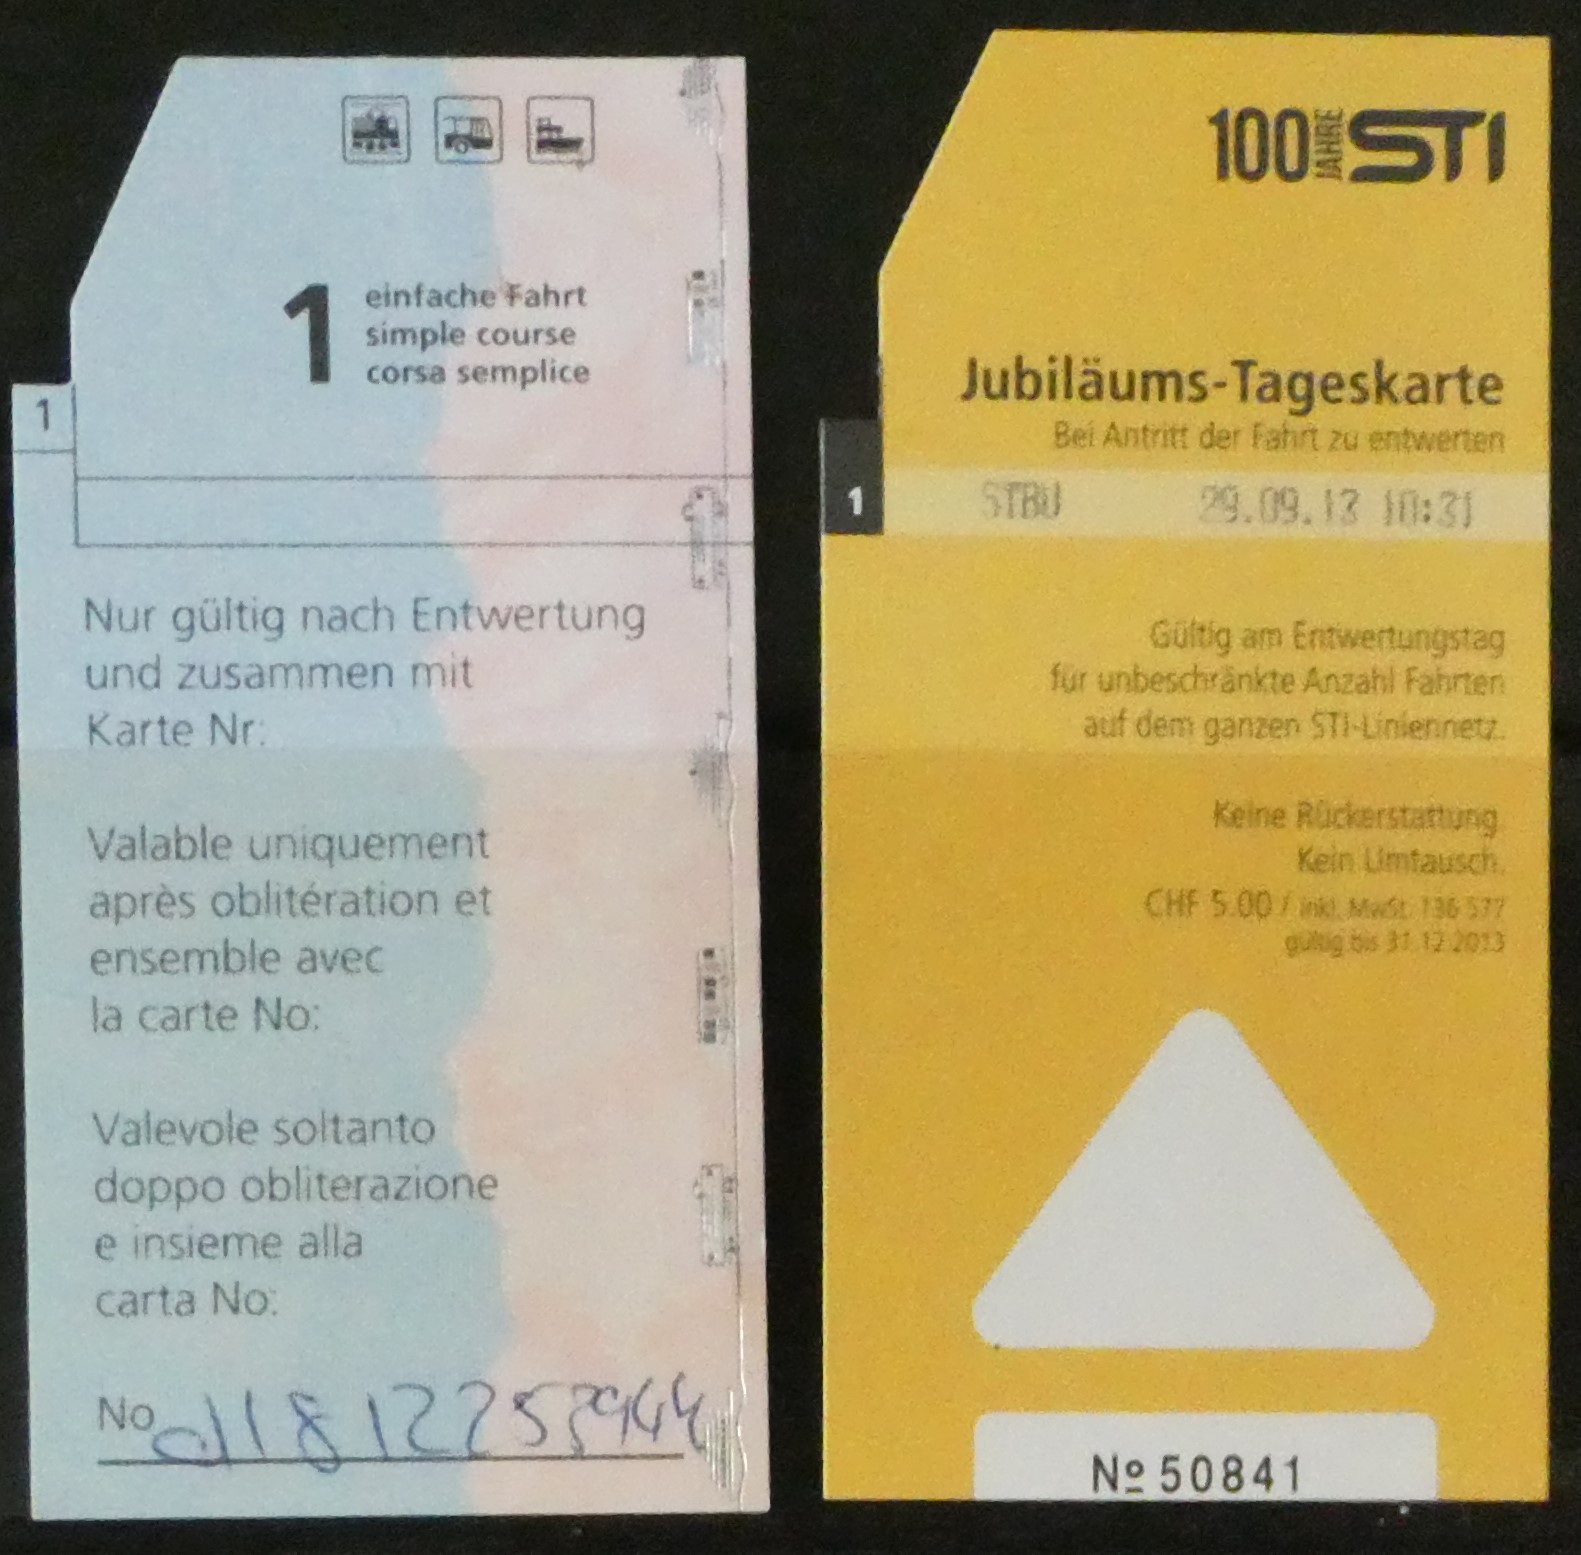 1
einfache Fahrt
simple course
corsa semplice
1
Nur gültig nach Entwertung
und zusammen mit
Karte Nr:
Valable uniquement
après oblitération et
ensemble avec
la carte No:
Valevole soltanto
doppo obliterazione
e insieme alla
carta No:
No
100 JAHRE STI
Jubiläums-Tageskarte
Bei Antritt der Fahrt zu entwerten
1
STBU 29.09.13 10:31
Gültig am Entwertungstag
für unbeschränkte Anzahl Fahrten
auf dem ganzen STI-Liniennetz.
Keine Rückerstattung.
Kein Umtausch.
CHF 5.00 / inkl. MwSt. 136 577
gültig bis 31.12.2013
Nº 50841